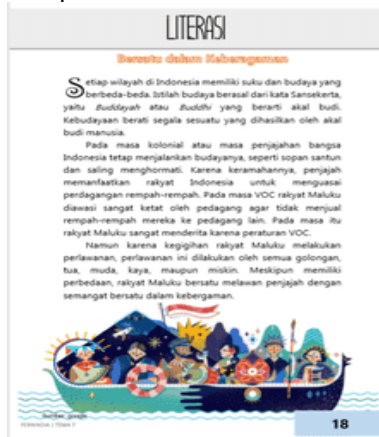 LITERASI
Bersatu dalam Keberagaman
Setiap wilayah di Indonesia memiliki suku dan budaya yang
berbeda-beda. Istilah budaya berasal dari kata Sansekerta,
yaitu Buddayah atau Buddhi yang berarti akal budi.
Kebudayaan berati segala sesuatu yang dihasilkan oleh akal
budi manusia.
Pada masa kolonial atau masa penjajahan bangsa
Indonesia tetap menjalankan budayanya, seperti sopan santun
dan saling menghormati. Karena keramahannya, penjajah
memanfaatkan rakyat Indonesia untuk menguasai
perdagangan rempah-rempah. Pada masa VOC rakyat Maluku
diawasi sangat ketat oleh pedagang agar tidak menjual
rempah-rempah mereka ke pedagang lain. Pada masa itu
rakyat Maluku sangat menderita karena peraturan VOC.
Namun karena kegigihan rakyat Maluku melakukan
perlawanan, perlawanan ini dilakukan oleh semua golongan,
tua, muda, kaya, maupun miskin. Meskipun memiliki
perbedaan, rakyat Maluku bersatu melawan penjajah dengan
semangat bersatu dalam kebergaman.
Sumber: google
18